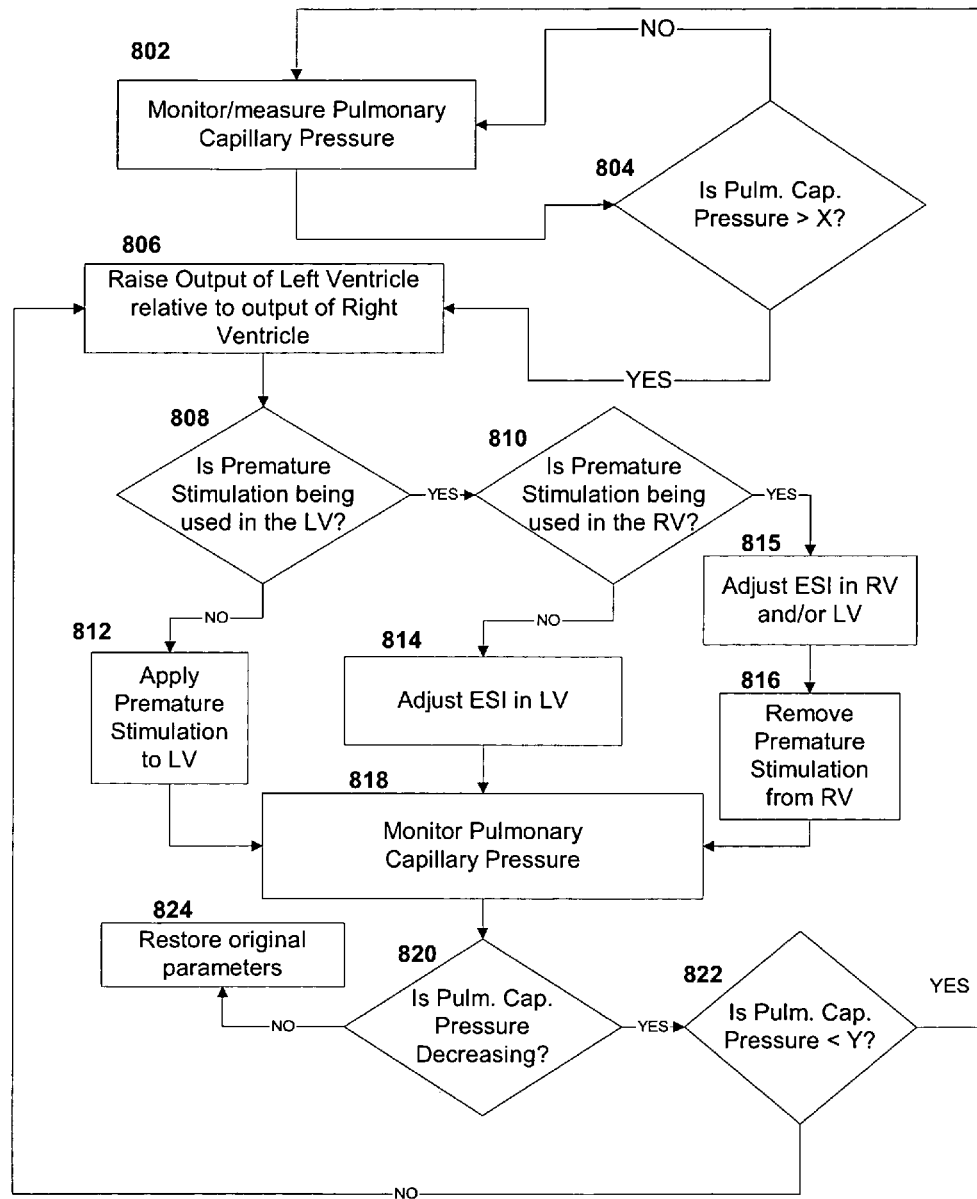 802
NO
Monitor/measure Pulmonary
Capillary Pressure
804
Is Pulm. Cap.
Pressure > X?
806
Raise Output of Left Ventricle
relative to output of Right
Ventricle
YES
808
Is Premature
Stimulation being
used in the LV?
YES
810
Is Premature
Stimulation being
used in the RV?
YES
815
Adjust ESI in RV
and/or LV
NO
812
Apply
Premature
Stimulation
to LV
NO
814
Adjust ESI in LV
816
Remove
Premature
Stimulation
from RV
818
Monitor Pulmonary
Capillary Pressure
824
Restore original
parameters
NO
820
Is Pulm. Cap.
Pressure
Decreasing?
YES
822
Is Pulm. Cap.
Pressure < Y?
YES
NO